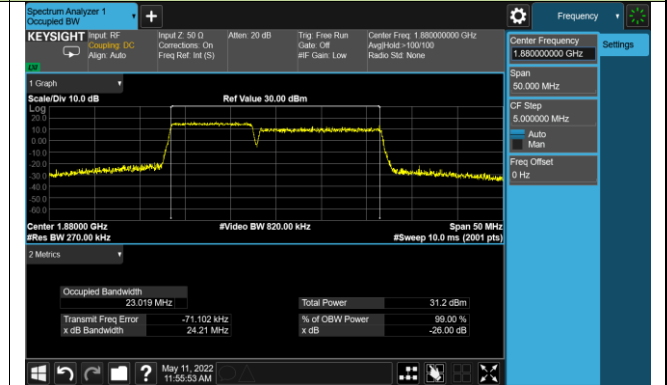 Spectrum Analyzer 1
Occupied BW
KEYSIGHT
Input: RF
Coupling: DC
Align: Auto
Input Z: 50 Ω
Corrections: On
Freq Ref: Int (S)
Atten: 20 dB
Trig: Free Run
Gate: Off
#IF Gain: Low
Center Freq: 1.880000000 GHz
Avg|Hold:>100/100
Radio Std: None
1 Graph
Scale/Div 10.0 dB
Ref Value 30.00 dBm
Log
20.0
10.0
0.00
-10.0
-20.0
-30.0
-40.0
-50.0
-60.0
Center 1.88000 GHz
#Video BW 820.00 kHz
Span 50 MHz
#Res BW 270.00 kHz
#Sweep 10.0 ms (2001 pts)
2 Metrics
Occupied Bandwidth
23.019 MHz
Total Power 31.2 dBm
Transmit Freq Error -71.102 kHz
% of OBW Power 99.00 %
x dB Bandwidth 24.21 MHz
x dB -26.00 dB
?
May 11, 2022
11:55:53 AM
Frequency
Settings
Center Frequency
1.880000000 GHz
Span
50.000 MHz
CF Step
5.000000 MHz
Auto
Man
Freq Offset
0 Hz